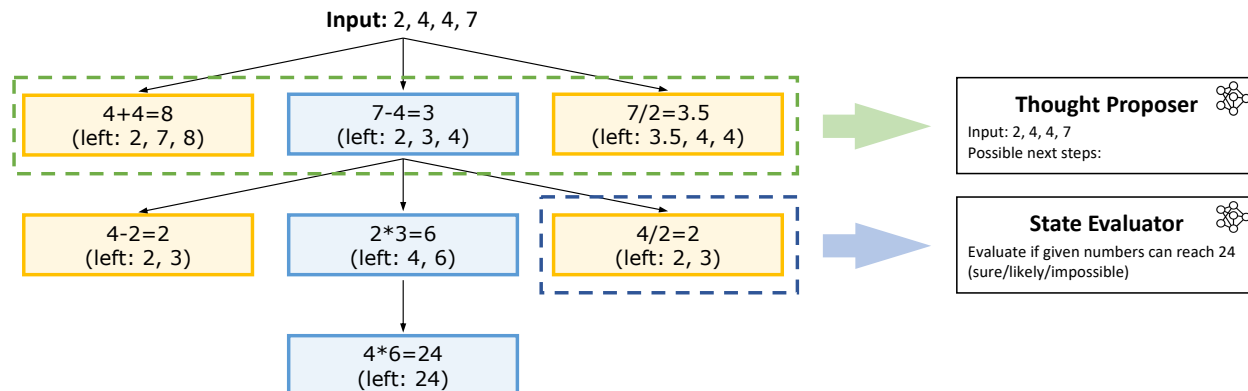 Input: 2, 4, 4, 7
4+4=8
(left: 2, 7, 8)
7-4=3
(left: 2, 3, 4)
7/2=3.5
(left: 3.5, 4, 4)
Thought Proposer
Input: 2, 4, 4, 7
Possible next steps:
4-2=2
(left: 2, 3)
2*3=6
(left: 4, 6)
4/2=2
(left: 2, 3)
State Evaluator
Evaluate if given numbers can reach 24
(sure/likely/impossible)
4*6=24
(left: 24)